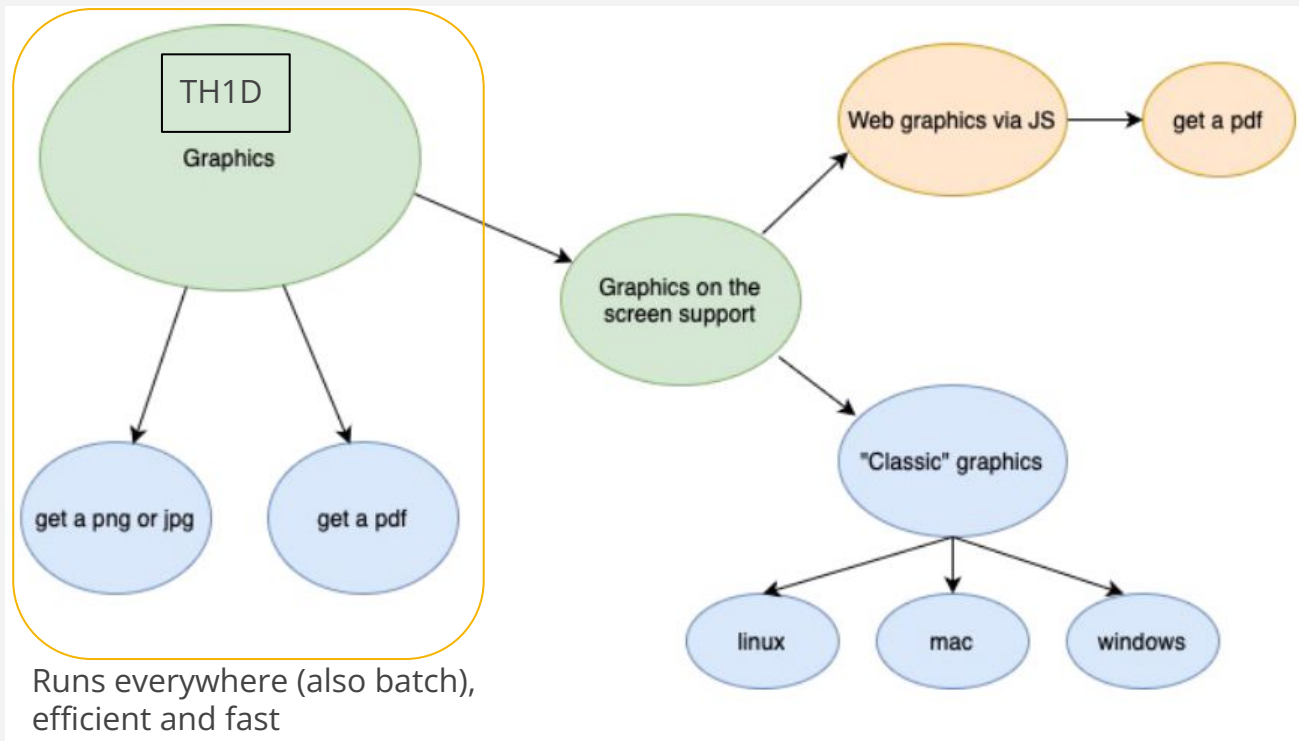 TH1D
Graphics
Web graphics via JS
get a pdf
Graphics on the
screen support
"Classic" graphics
get a png or jpg
get a pdf
linux
mac
windows
Runs everywhere (also batch),
efficient and fast